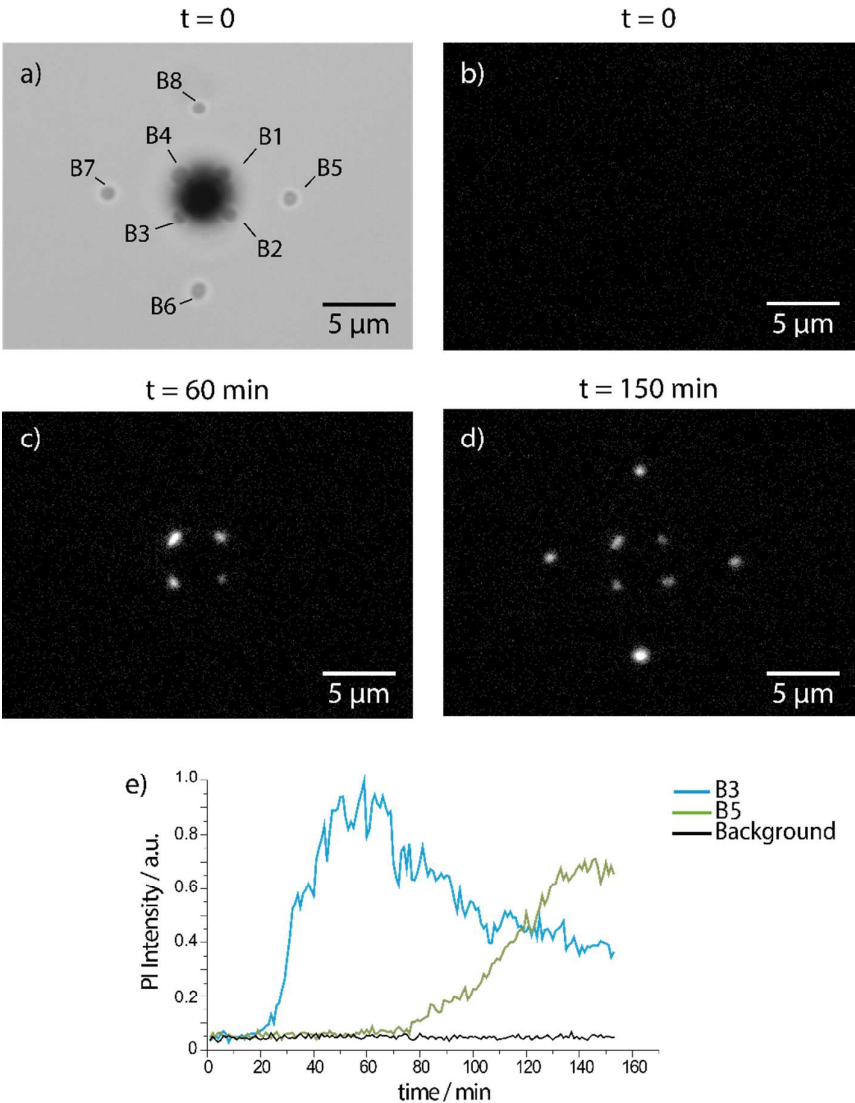 t = 0
t = 0
a)
B8
B4
B1
B7
B5
B3
B2
B6
5 µm
b)
5 µm
t = 60 min
t = 150 min
c)
5 µm
d)
5 µm
e)
1.0
0.8
0.6
0.4
0.2
0
PI Intensity / a.u.
0 20 40 60 80 100 120 140 160
time / min
B3
B5
Background